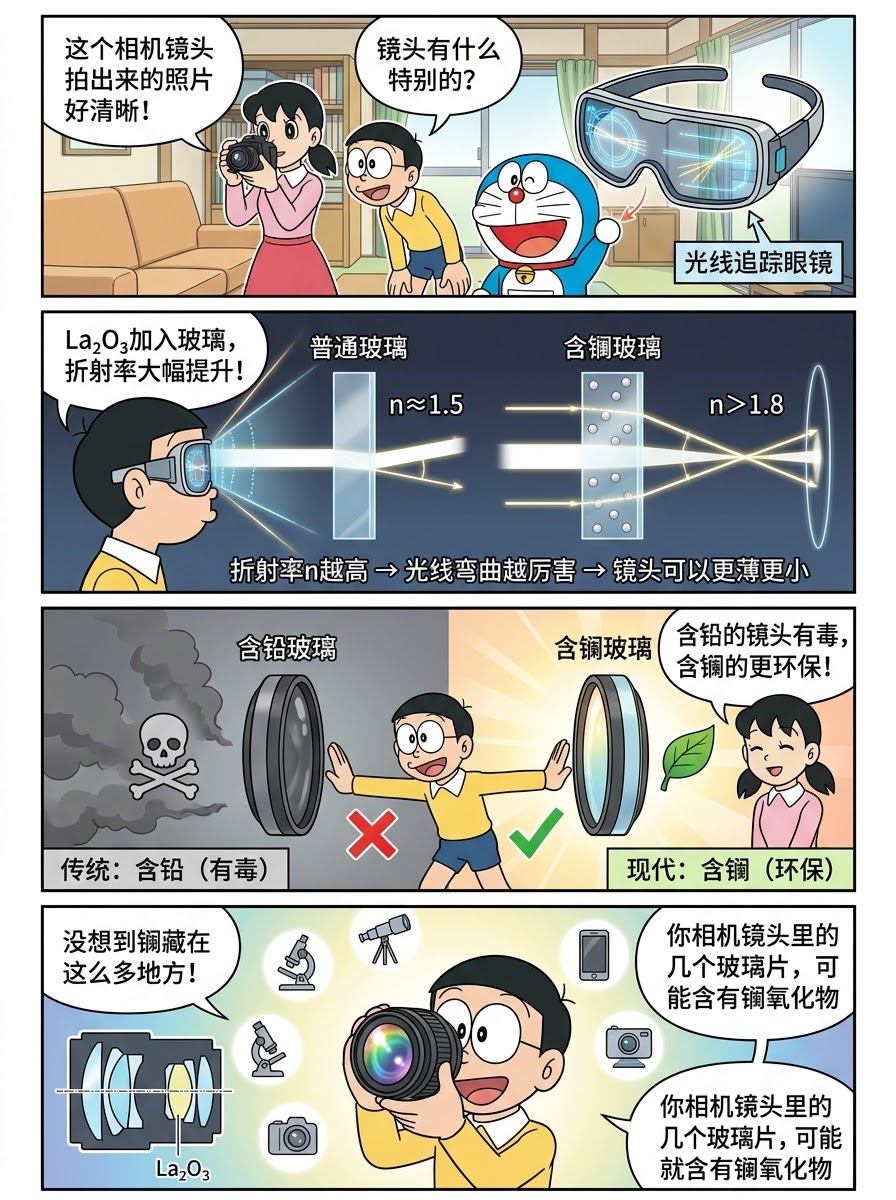 这个相机镜头
拍出来的照片
好清晰！
镜头有什么
特别的？
光线追踪眼镜
La₂O₃加入玻璃，
折射率大幅提升！
普通玻璃
n≈1.5
含镧玻璃
n＞1.8
折射率n越高 → 光线弯曲越厉害 → 镜头可以更薄更小
含铅玻璃
含镧玻璃
含铅的镜头有毒，
含镧的更环保！
传统：含铅（有毒）
现代：含镧（环保）
没想到镧藏在
这么多地方！
你相机镜头里的
几个玻璃片，可
能含有镧氧化物
La₂O₃
你相机镜头里的
几个玻璃片，可能
就含有镧氧化物